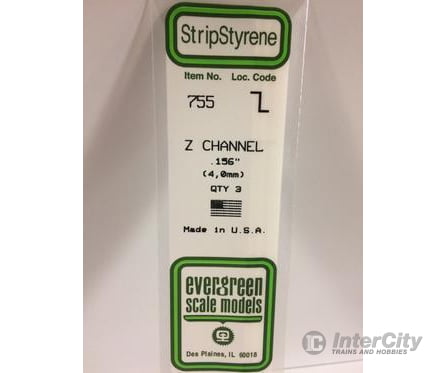 StripStyrene
Item No. Loc. Code
755
Z CHANNEL
.156"
(4,0mm)
QTY 3
Made in U.S.A.
evergreen
scale models
Des Plaines, IL 60018
IC InterCity
TRAINS AND HOBBIES